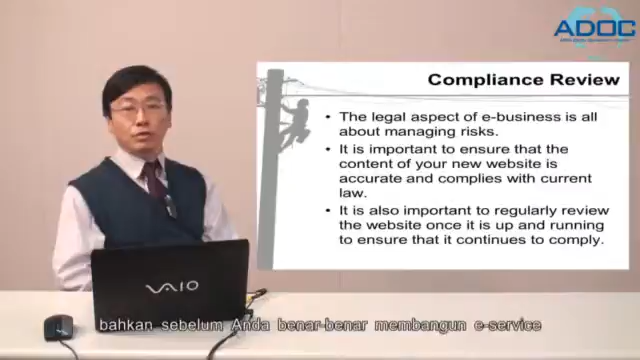 ADOC
Compliance Review
• The legal aspect of e-business is all
about managing risks.
• It is important to ensure that the
content of your new website is
accurate and complies with current
law.
• It is also important to regularly review
the website once it is up and running
to ensure that it continues to comply.
VAIO
bahkan sebelum Anda benar-benar membangun e-service